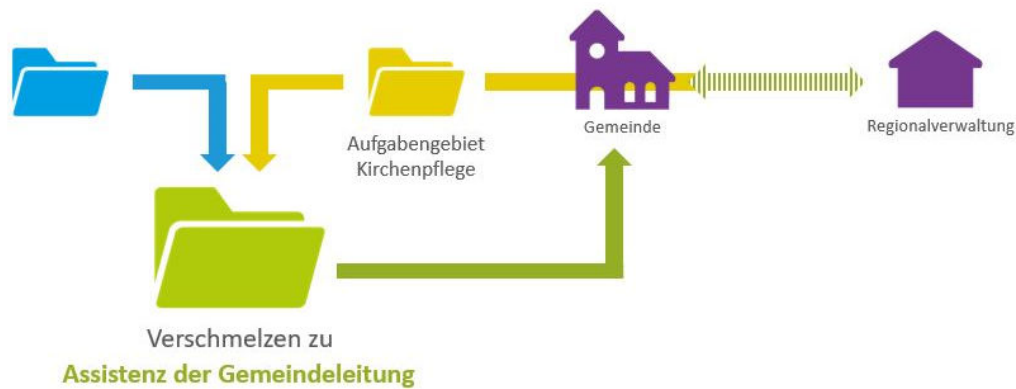 Aufgabengebiet
Kirchenpflege
Gemeinde
Regionalverwaltung
Verschmelzen zu
Assistenz der Gemeindeleitung